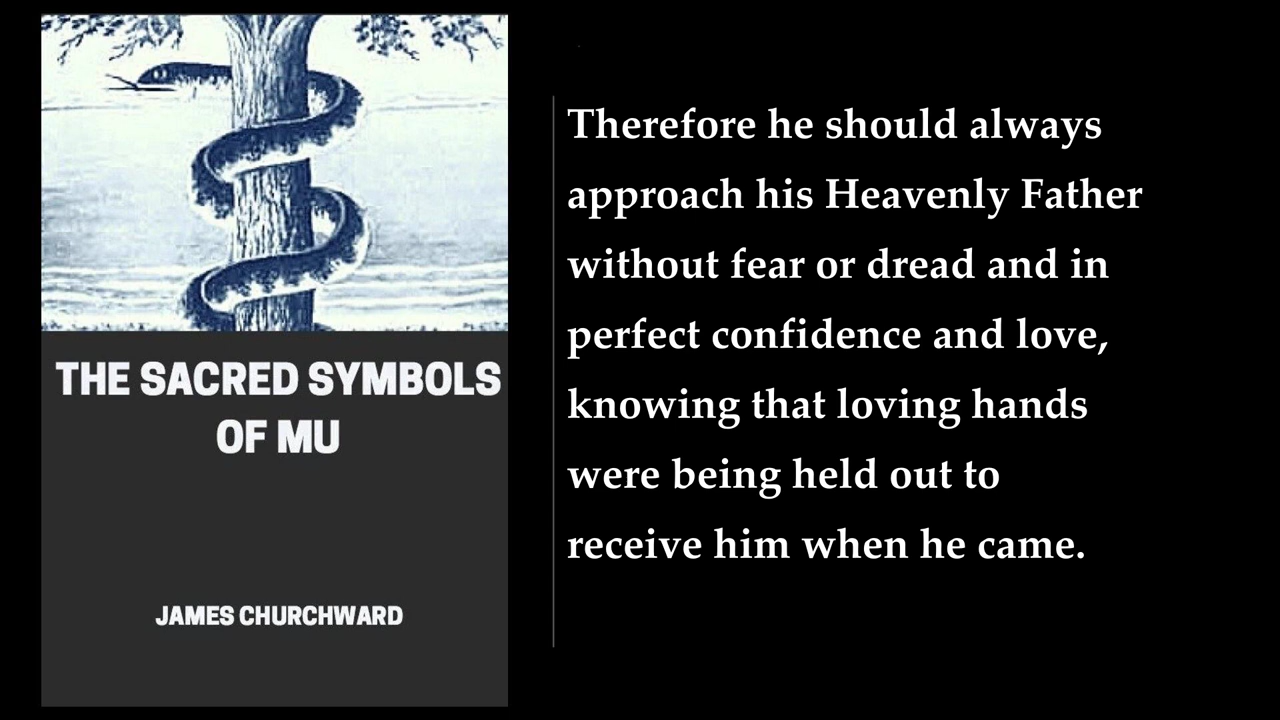 THE SACRED SYMBOLS
OF MU
JAMES CHURCHWARD
Therefore he should always
approach his Heavenly Father
without fear or dread and in
perfect confidence and love,
knowing that loving hands
were being held out to
receive him when he came.